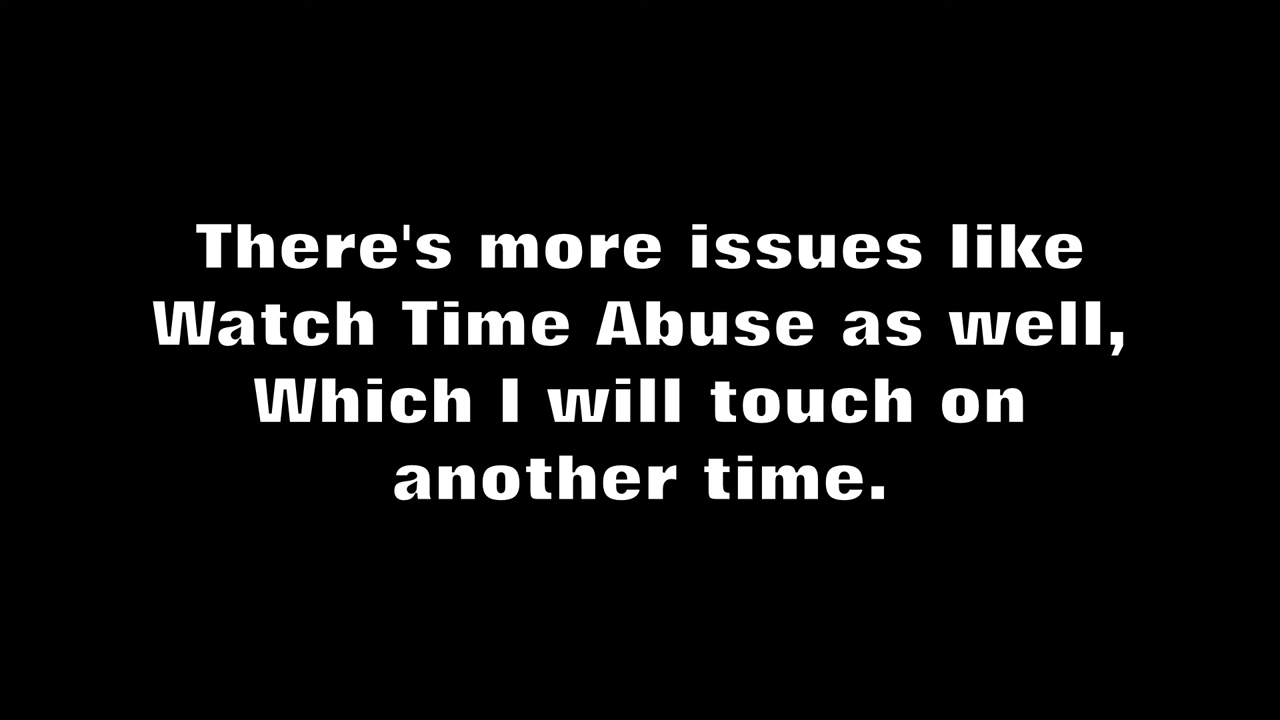 There's more issues like
Watch Time Abuse as well,
Which I will touch on
another time.